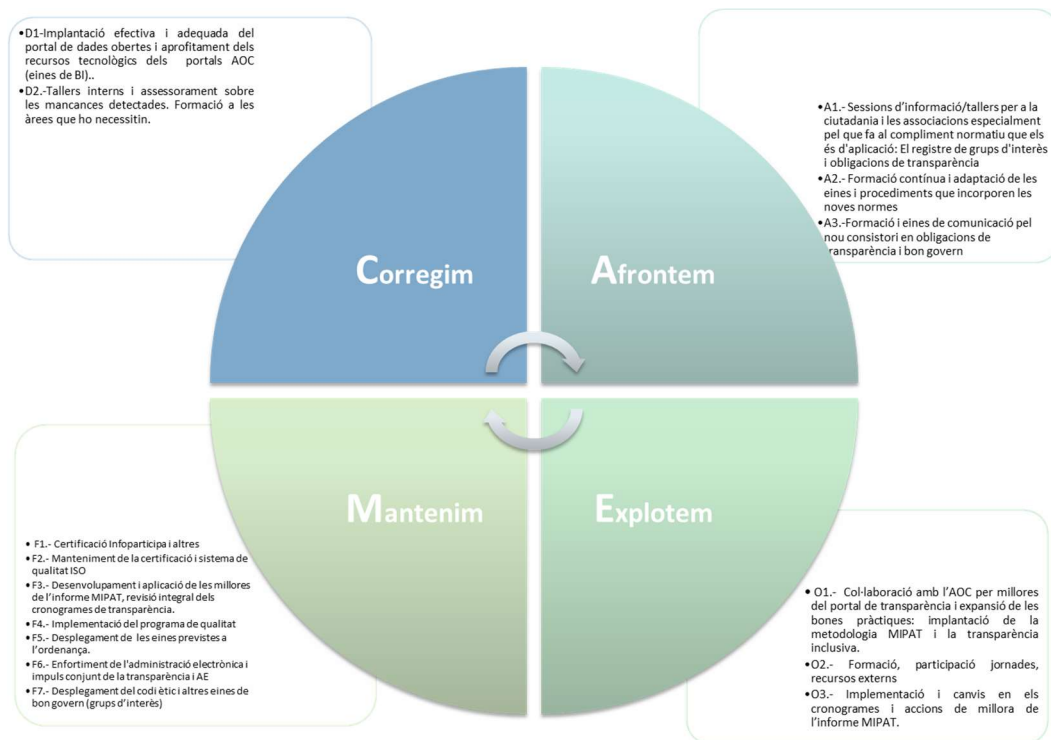 •D1-Implantació efectiva i adequada del
portal de dades obertes i aprofitament dels
recursos tecnològics dels portals AOC
(eines de BI)..
•D2.-Tallers interns i assessorament sobre
les mancances detectades. Formació a les
àrees que ho necessitin.
•A1.- Sessions d'informació/tallers per a la
ciutadania i les associacions especialment
pel que fa al compliment normatiu que els
és d'aplicació: El registre de grups d'interès
i obligacions de transparència
•A2.- Formació contínua i adaptació de les
eines i procediments que incorporen les
noves normes
•A3.-Formació i eines de comunicació pel
nou consistori en obligacions de
transparència i bon govern
Corregim
Afrontem
Mantenim
Explotem
• F1.- Certificació Infoparticipa i altres
• F2.- Manteniment de la certificació i sistema de
qualitat ISO
• F3.- Desenvolupament i aplicació de les millores
de l'informe MIPAT, revisió integral dels
cronogrames de transparència.
• F4.- Implementació del programa de qualitat
• F5.- Desplegament de les eines previstes a
l'ordenança.
• F6.- Enfortiment de l'administració electrònica i
impuls conjunt de la transparència i AE
• F7.- Desplegament del codi ètic i altres eines de
bon govern (grups d'interès)
• O1.- Col·laboració amb l'AOC per millores
del portal de transparència i expansió de les
bones pràctiques: implantació de la
metodologia MIPAT i la transparència
inclusiva.
• O2.- Formació, participació jornades,
recursos externs
• O3.- Implementació i canvis en els
cronogrames i accions de millora de
l'informe MIPAT.